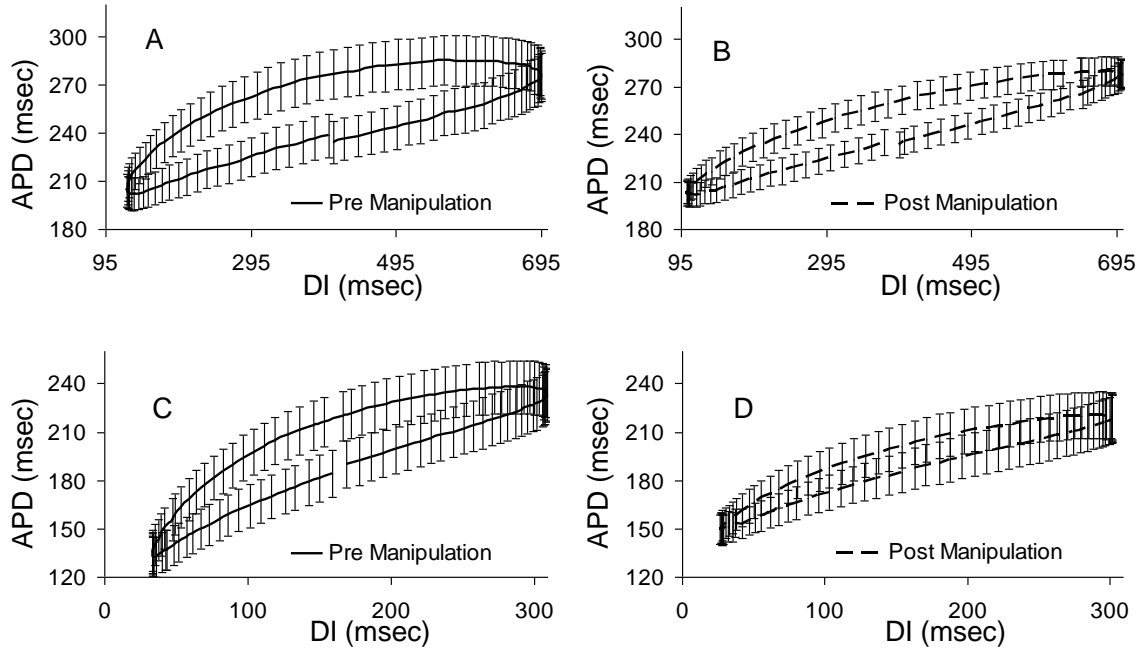 A
APD (msec)
300
270
240
210
180
Pre Manipulation
95 295 495 695
DI (msec)
B
APD (msec)
300
270
240
210
180
Post Manipulation
95 295 495 695
DI (msec)
C
APD (msec)
240
210
180
150
120
Pre Manipulation
0 100 200 300
DI (msec)
D
APD (msec)
240
210
180
150
120
Post Manipulation
0 100 200 300
DI (msec)